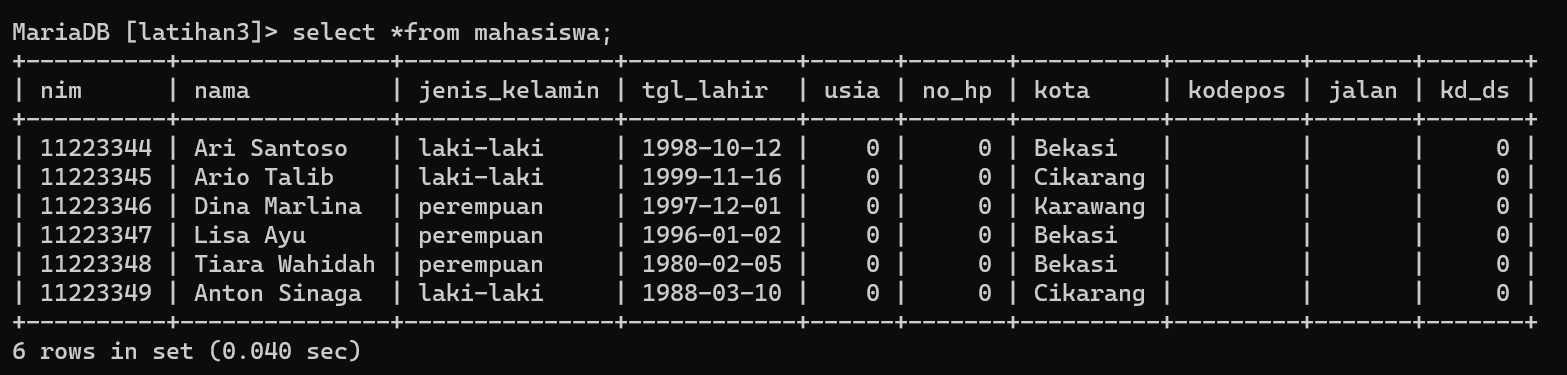 MariaDB [latihan3]> select *from mahasiswa;
+----------+---------------+---------------+------------+------+-------+----------+---------+-------+-------+
| nim      | nama          | jenis_kelamin | tgl_lahir  | usia | no_hp | kota     | kodepos | jalan | kd_ds |
+----------+---------------+---------------+------------+------+-------+----------+---------+-------+-------+
| 11223344 | Ari Santoso   | laki-laki     | 1998-10-12 |    0 |     0 | Bekasi   |         |       |     0 |
| 11223345 | Ario Talib    | laki-laki     | 1999-11-16 |    0 |     0 | Cikarang |         |       |     0 |
| 11223346 | Dina Marlina  | perempuan     | 1997-12-01 |    0 |     0 | Karawang |         |       |     0 |
| 11223347 | Lisa Ayu      | perempuan     | 1996-01-02 |    0 |     0 | Bekasi   |         |       |     0 |
| 11223348 | Tiara Wahidah | perempuan     | 1980-02-05 |    0 |     0 | Bekasi   |         |       |     0 |
| 11223349 | Anton Sinaga  | laki-laki     | 1988-03-10 |    0 |     0 | Cikarang |         |       |     0 |
+----------+---------------+---------------+------------+------+-------+----------+---------+-------+-------+
6 rows in set (0.040 sec)